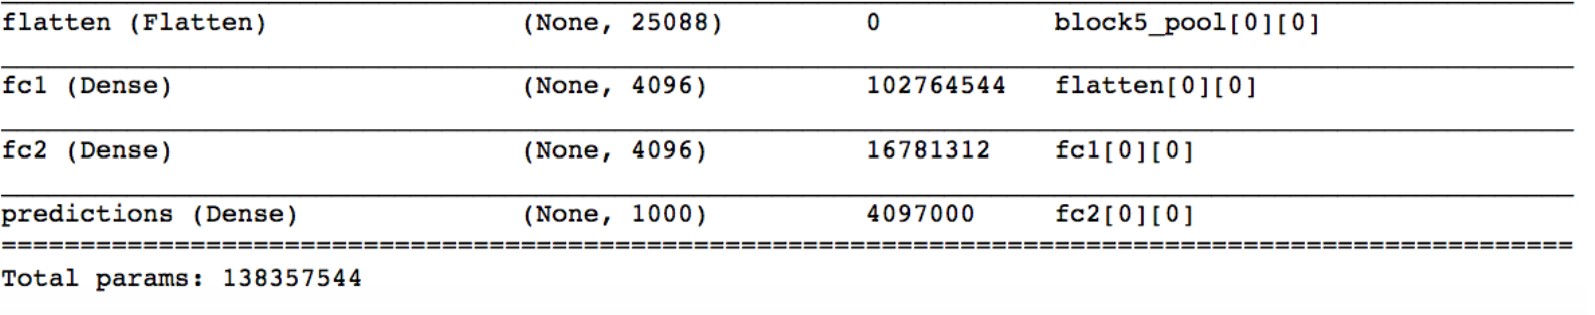 flatten (Flatten) (None, 25088) 0 block5_pool[0][0]
fc1 (Dense) (None, 4096) 102764544 flatten[0][0]
fc2 (Dense) (None, 4096) 16781312 fc1[0][0]
predictions (Dense) (None, 1000) 4097000 fc2[0][0]
Total params: 138357544